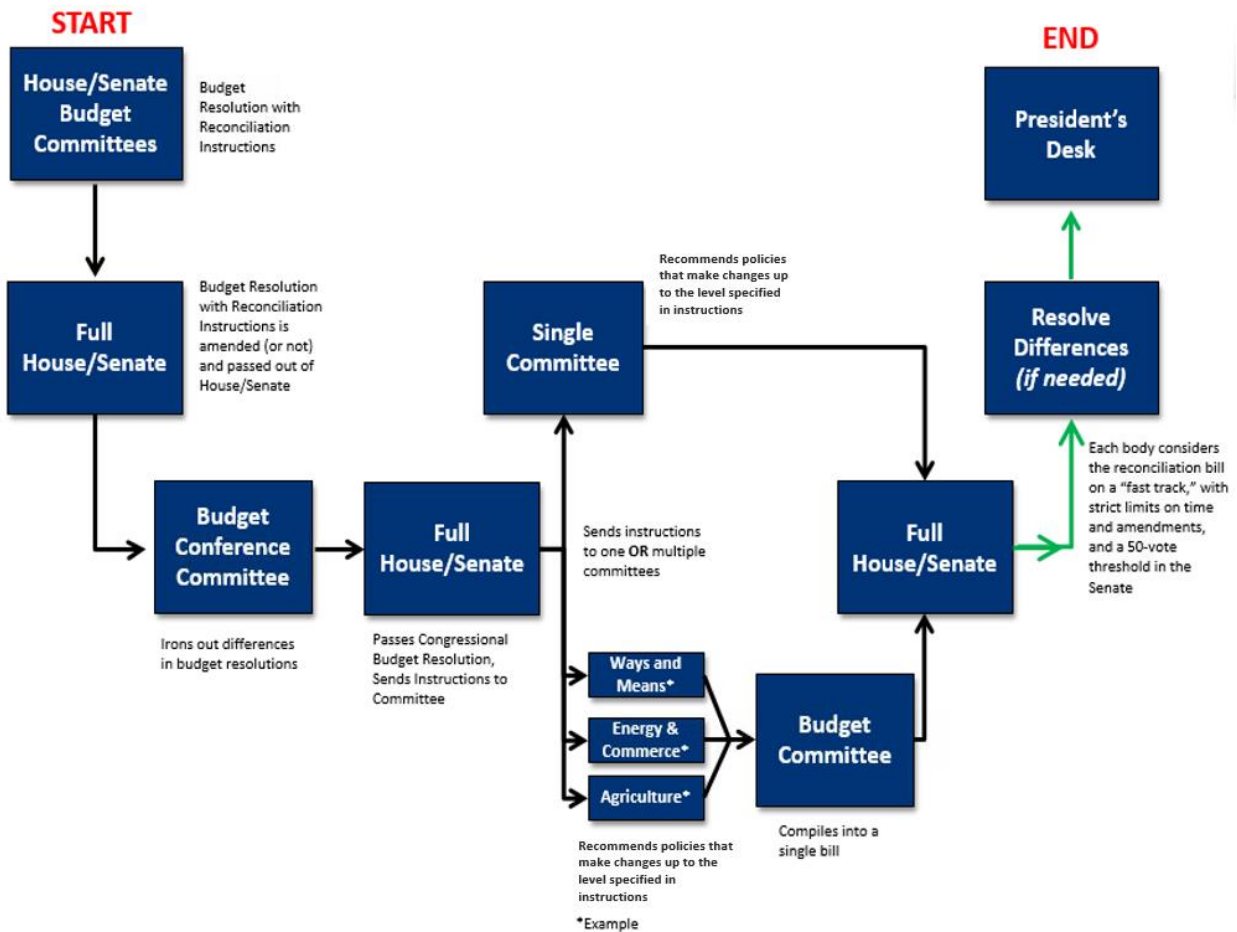 START
House/Senate
Budget
Committees
Budget
Resolution with
Reconciliation
Instructions
Full
House/Senate
Budget Resolution
with Reconciliation
Instructions is
amended (or not)
and passed out of
House/Senate
Budget
Conference
Committee
Irons out differences
in budget resolutions
Full
House/Senate
Passes Congressional
Budget Resolution,
Sends Instructions to
Committee
Sends instructions
to one OR multiple
committees
Single
Committee
Recommends policies
that make changes up
to the level specified
in instructions
Ways and
Means*
Energy &
Commerce*
Agriculture*
Recommends policies that
make changes up to the
level specified in
instructions
*Example
Budget
Committee
Compiles into a
single bill
Full
House/Senate
Each body considers
the reconciliation bill
on a “fast track,” with
strict limits on time
and amendments,
and a 50-vote
threshold in the
Senate
Resolve
Differences
(if needed)
END
President’s
Desk